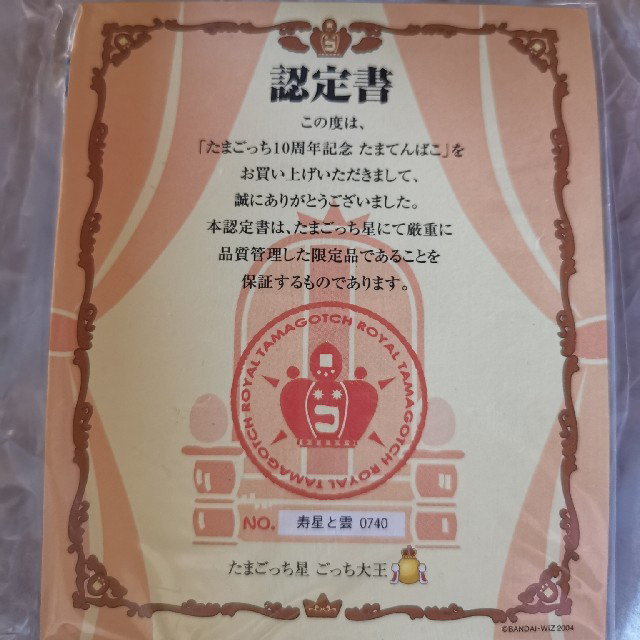 認定書
この度は、
「たまごっち10周年記念 たまてんばこ」を
お買い上げいただきまして、
誠にありがとうございました。
本認定書は、たまごっち星にて厳重に
品質管理した限定品であることを
保証するものであります。
ROYAL TAMAGOTCH ROYAL TAMAGOTCH ROYAL TAMAGOTCH
NO. 寿星と雲 0740
たまごっち星 ごっち大王
©BANDAI・WiZ 2004